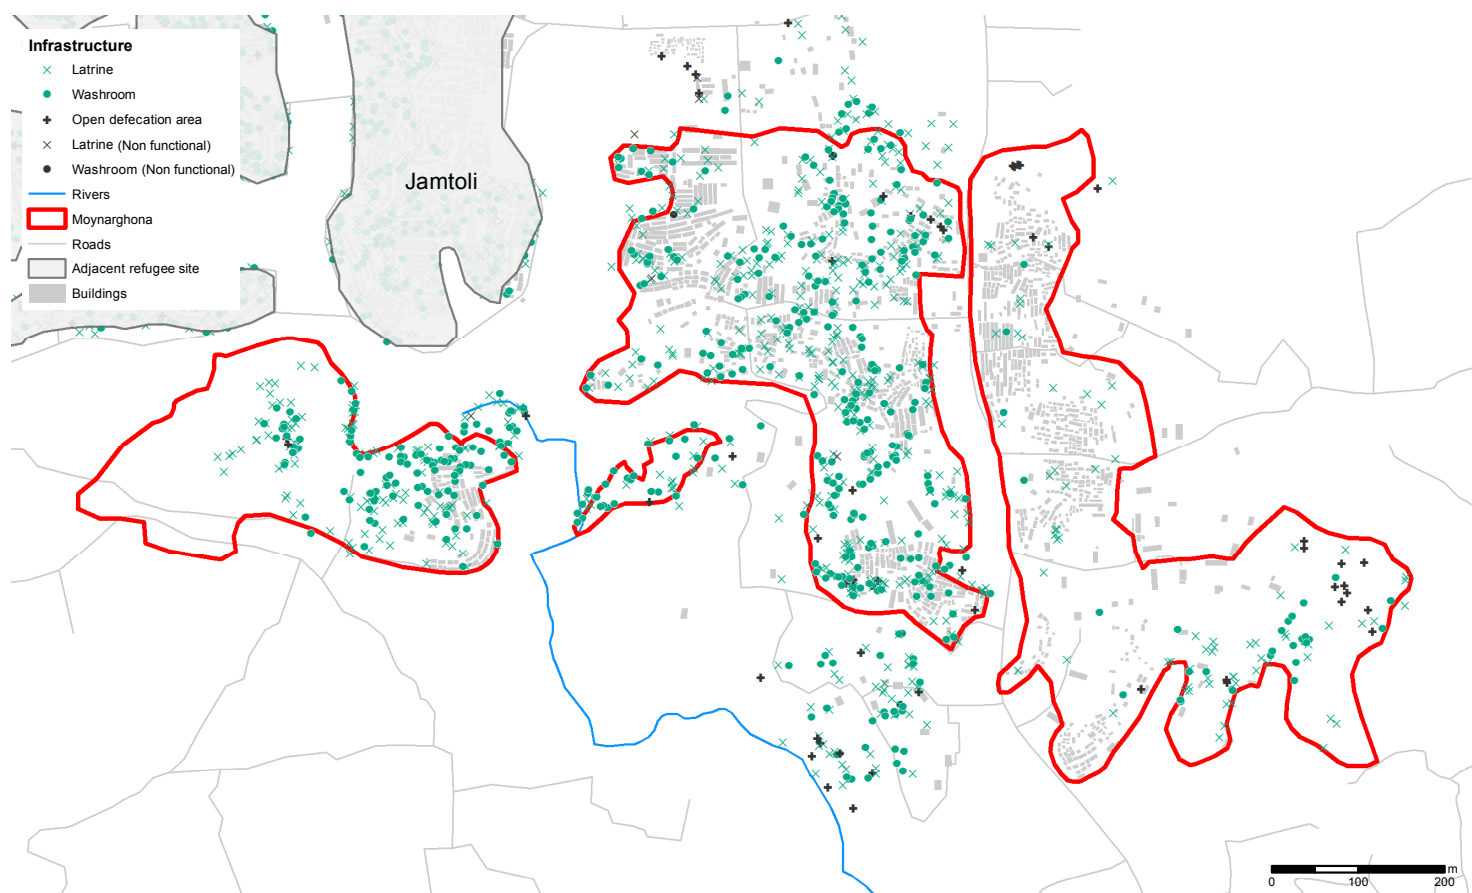 Infrastructure
Latrine
Washroom
Open defecation area
Latrine (Non functional)
Washroom (Non functional)
Rivers
Moynarghona
Roads
Adjacent refugee site
Buildings
Jamtoli
m
0 100 200